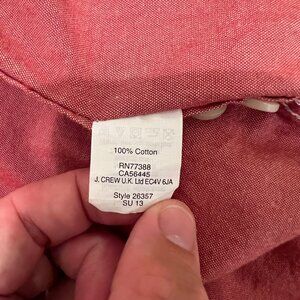 100% Cotton
RN77388
CA56445
J. CREW U.K. Ltd EC4V 6JA
Style 26357
SU 13